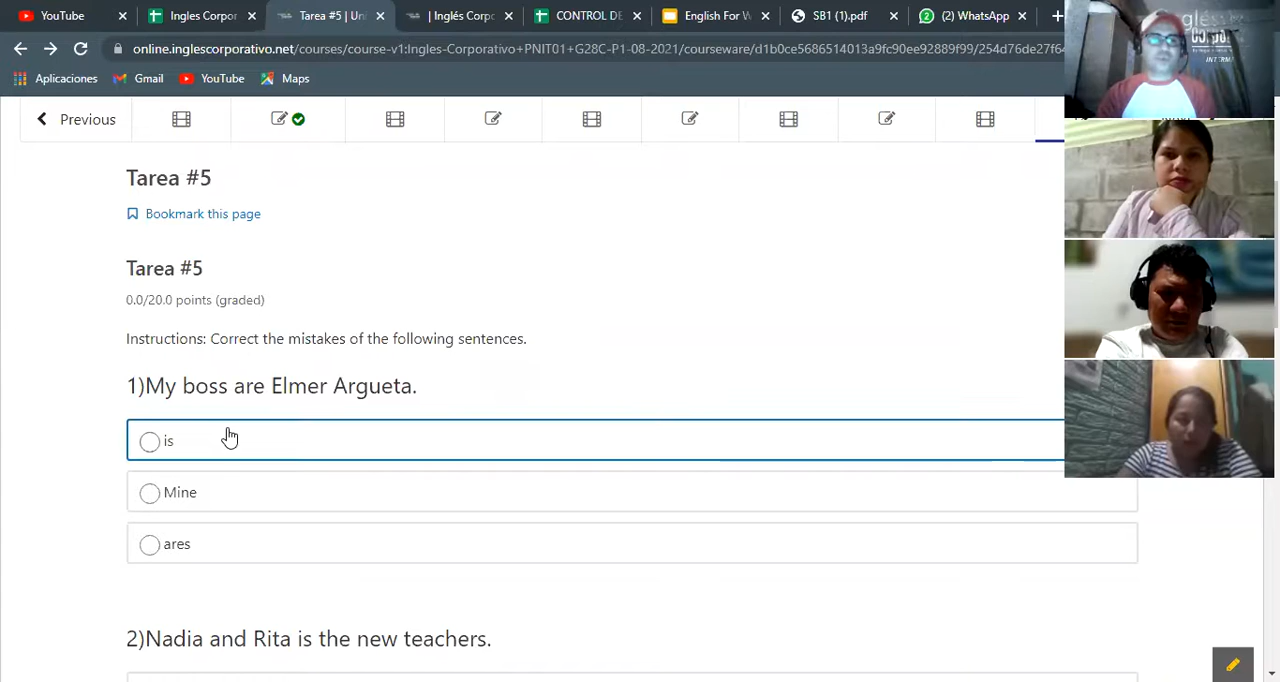 YouTube
Ingles Corpor
Tarea #5 | Un
| Inglés Corpo
CONTROL DE
English For W
SB1 (1).pdf
(2) WhatsApp
online.inglescorporativo.net/courses/course-v1:Ingles-Corporativo+PNIT01+G28C-P1-08-2021/courseware/d1b0ce5686514013a9fc90ee92889f99/254d76de27f64
Aplicaciones
Gmail
YouTube
Maps
Previous
Tarea #5
Bookmark this page
Tarea #5
0.0/20.0 points (graded)
Instructions: Correct the mistakes of the following sentences.
1)My boss are Elmer Argueta.
is
Mine
ares
2)Nadia and Rita is the new teachers.